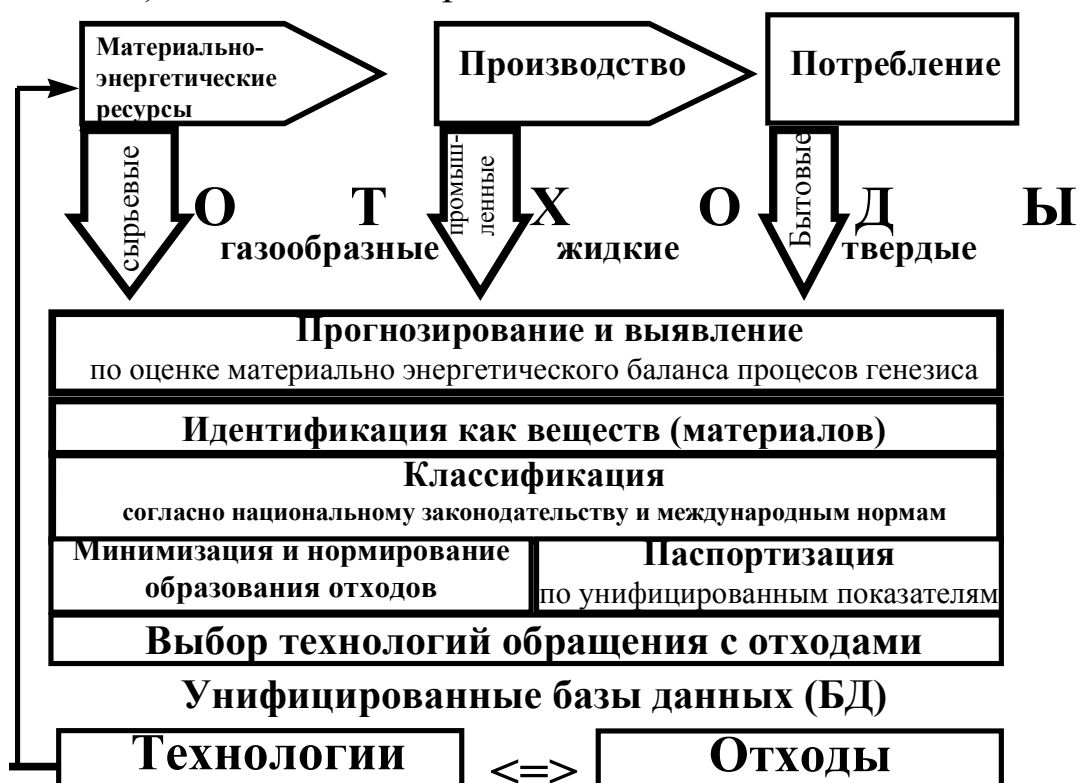 Материально-
энергетические
ресурсы
Производство
Потребление
сырьевые
промыш-
ленные
Бытовые
О Т Х О Д Ы
газообразные жидкие твердые
Прогнозирование и выявление
по оценке материально энергетического баланса процесов генезиса
Идентификация как веществ (материалов)
Классификация
согласно национальному законодательству и международным нормам
Минимизация и нормирование
образования отходов
Паспортизация
по унифицированным показателям
Выбор технологий обращения с отходами
Унифицированные базы данных (БД)
Технологии <=> Отходы